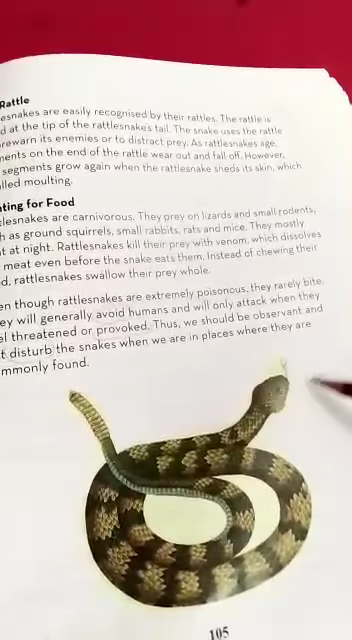 Rattle
esnakes are easily recognised by their rattles. The rattle is
d at the tip of the rattlesnake's tail. The snake uses the rattle
rewarn its enemies or to distract prey. As rattlesnakes age,
ments on the end of the rattle wear out and fall off. However,
segments grow again when the rattlesnake sheds its skin, which
lled moulting.
ting for Food
tlesnakes are carnivorous. They prey on lizards and small rodents,
h as ground squirrels, small rabbits, rats and mice. They mostly
t at night. Rattlesnakes kill their prey with venom, which dissolves
meat even before the snake eats them. Instead of chewing their
d, rattlesnakes swallow their prey whole.
en though rattlesnakes are extremely poisonous, they rarely bite.
ey will generally avoid humans and will only attack when they
el threatened or provoked. Thus, we should be observant and
t disturb the snakes when we are in places where they are
mmonly found.
105